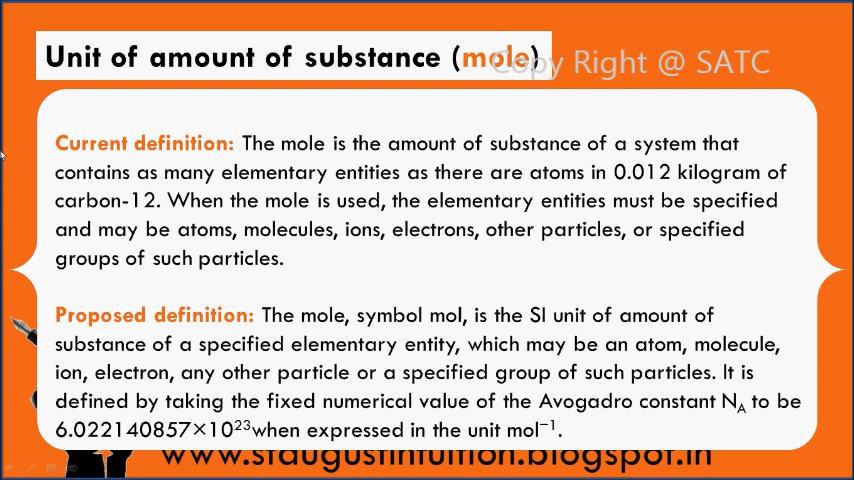 Unit of amount of substance (mole)
Copy Right @ SATC
Current definition: The mole is the amount of substance of a system that
contains as many elementary entities as there are atoms in 0.012 kilogram of
carbon-12. When the mole is used, the elementary entities must be specified
and may be atoms, molecules, ions, electrons, other particles, or specified
groups of such particles.
Proposed definition: The mole, symbol mol, is the SI unit of amount of
substance of a specified elementary entity, which may be an atom, molecule,
ion, electron, any other particle or a specified group of such particles. It is
defined by taking the fixed numerical value of the Avogadro constant N_A to be
6.022140857×10²³when expressed in the unit mol⁻¹.
www.staugustintuition.blogspot.in